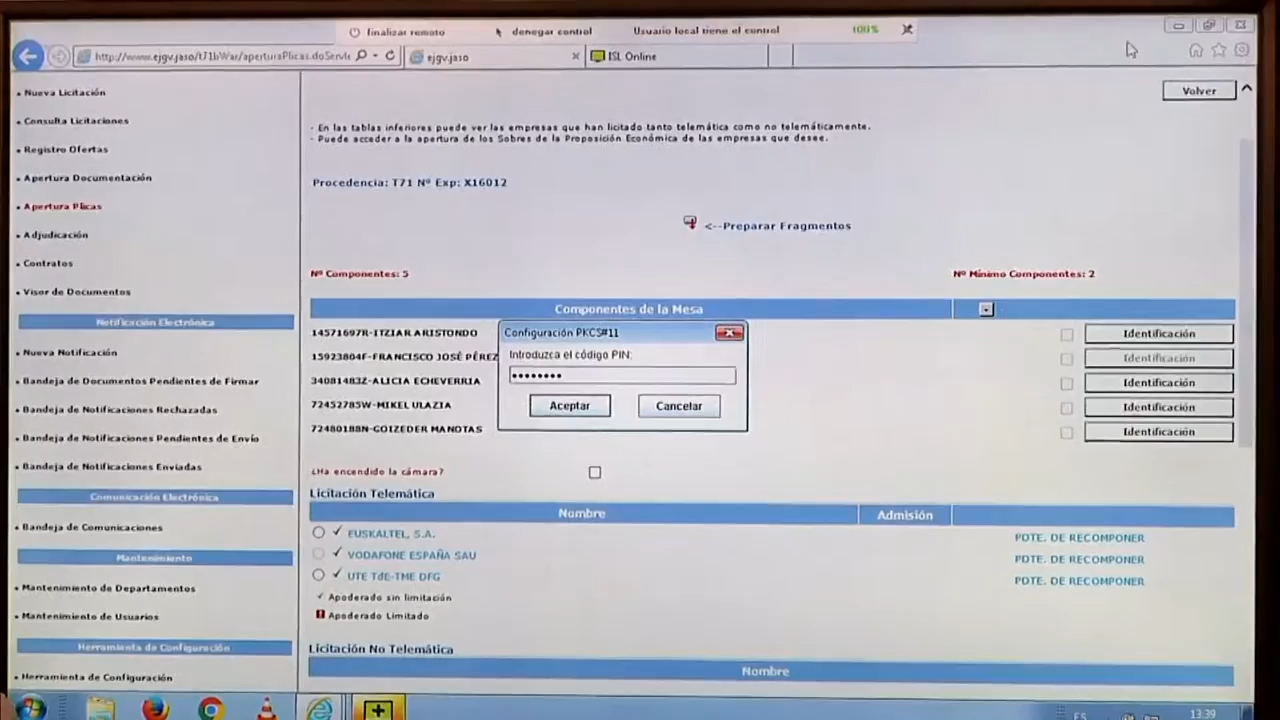 finalizar remoto
denegar control
Usuario local tiene el control
100%
http://www.ejgv.jaso/t71bWar/aperturaPlicas.doServle
ejgv.jaso
ISL Online
Volver
Nueva Licitación
Consulta Licitaciones
Registro Ofertas
Apertura Documentación
Apertura Plicas
Adjudicación
Contratos
Visor de Documentos
Notificación Electrónica
Nueva Notificación
Bandeja de Documentos Pendientes de Firmar
Bandeja de Notificaciones Rechazadas
Bandeja de Notificaciones Pendientes de Envío
Bandeja de Notificaciones Enviadas
Comunicación Electrónica
Bandeja de Comunicaciones
Mantenimiento
Mantenimiento de Departamentos
Mantenimiento de Usuarios
Herramienta de Configuración
Herramienta de Configuración
- En las tablas inferiores puede ver las empresas que han licitado tanto telemática como no telemáticamente.
- Puede acceder a la apertura de los Sobres de la Proposición Económica de las empresas que desee.
Procedencia: T71 Nº Exp: X16012
<--Preparar Fragmentos
Nº Componentes: 5
Nº Mínimo Componentes: 2
Componentes de la Mesa
14571697R-ITZIAR ARISTONDO
Identificación
15923804F-FRANCISCO JOSÉ PÉREZ
Identificación
34081483Z-ALICIA ECHEVERRIA
Identificación
72452785W-MIKEL ULAZIA
Identificación
72480188N-GOIZEDER MANOTAS
Identificación
Configuración PKCS#11
Introduzca el código PIN:
••••••••
Aceptar
Cancelar
¿Ha encendido la cámara?
Licitación Telemática
Nombre
Admisión
EUSKALTEL, S.A.
PDTE. DE RECOMPONER
VODAFONE ESPAÑA SAU
PDTE. DE RECOMPONER
UTE TdE-TME DFG
PDTE. DE RECOMPONER
Apoderado sin limitación
Apoderado Limitado
Licitación No Telemática
Nombre
ES
13:39